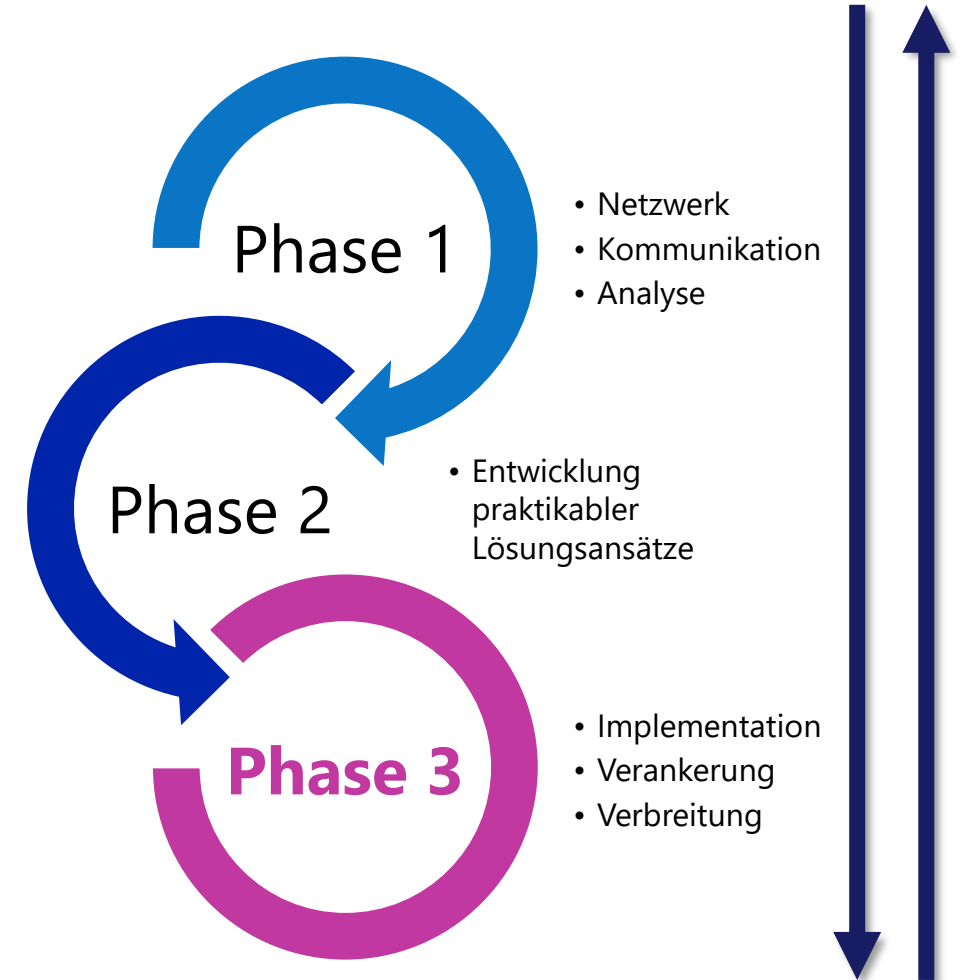 Phase 1
• Netzwerk
• Kommunikation
• Analyse
Phase 2
• Entwicklung
praktikabler
Lösungsansätze
Phase 3
• Implementation
• Verankerung
• Verbreitung